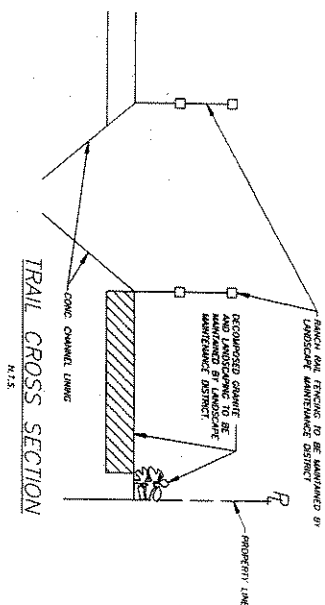 RANCH RAIL FENCING TO BE MAINTAINED BY
LANDSCAPE MAINTENANCE DISTRICT
DECOMPOSED GRANITE
AND LANDSCAPING TO BE
MAINTAINED BY LANDSCAPE
MAINTENANCE DISTRICT.
PROPERTY LINE
CONC. CHANNEL LINING
TRAIL CROSS SECTION
N.T.S.